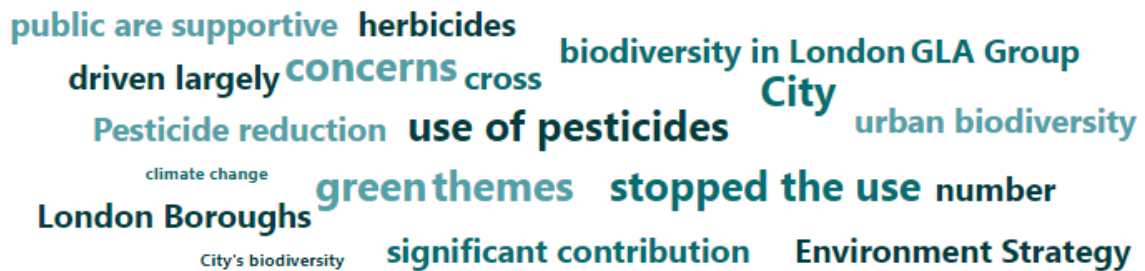 public are supportive herbicides
biodiversity in London GLA Group
driven largely concerns cross
City
Pesticide reduction use of pesticides urban biodiversity
climate change
green themes stopped the use number
London Boroughs
City's biodiversity significant contribution Environment Strategy